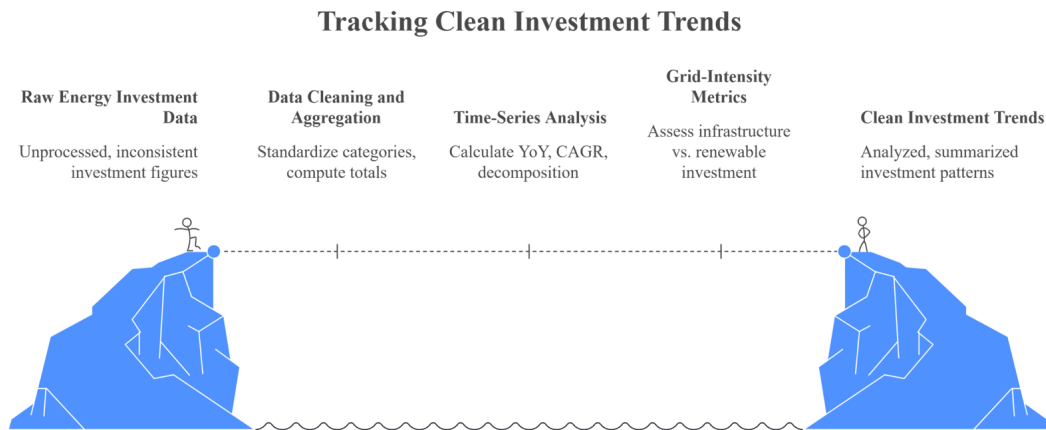 Tracking Clean Investment Trends
Raw Energy Investment
Data
Unprocessed, inconsistent
investment figures
Data Cleaning and
Aggregation
Standardize categories,
compute totals
Time-Series Analysis
Calculate YoY, CAGR,
decomposition
Grid-Intensity
Metrics
Assess infrastructure
vs. renewable
investment
Clean Investment Trends
Analyzed, summarized
investment patterns